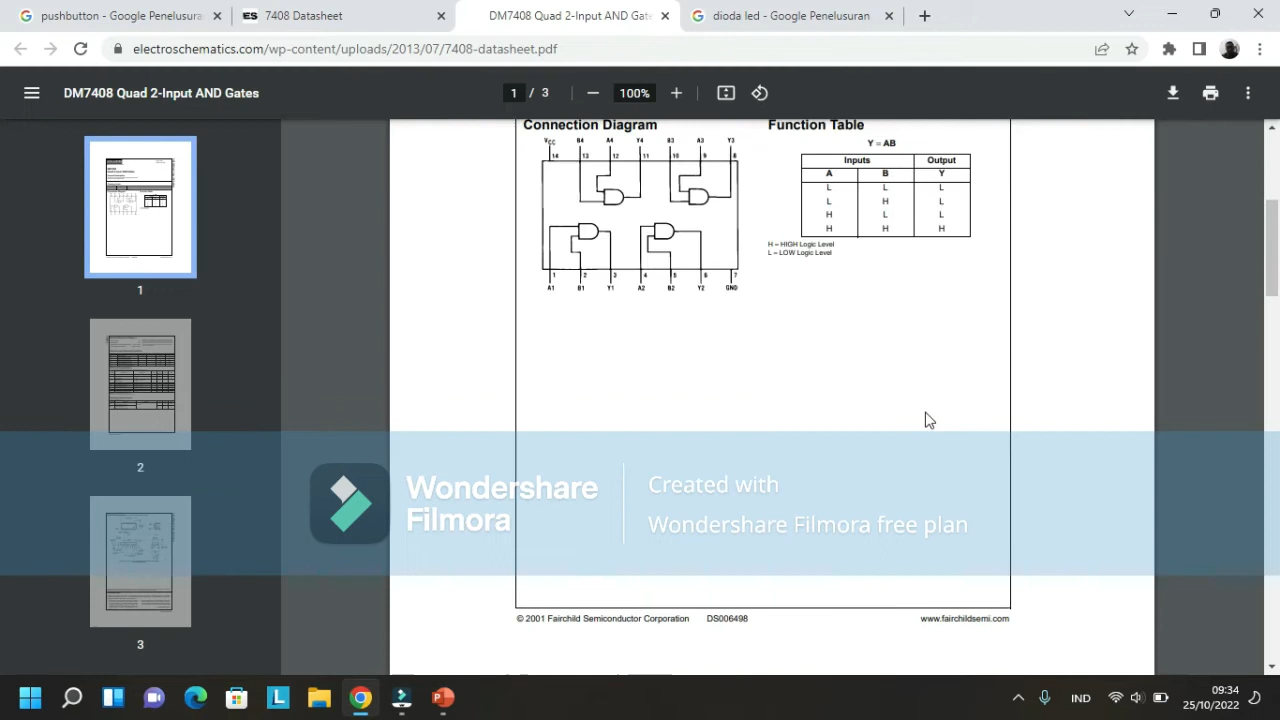 pushbutton - Google Penelusuran
7408 Datasheet
DM7408 Quad 2-Input AND Gate
dioda led - Google Penelusuran
electroschematics.com/wp-content/uploads/2013/07/7408-datasheet.pdf
DM7408 Quad 2-Input AND Gates
1 / 3
100%
Connection Diagram
VCC B4 A4 Y4 B3 A3 Y3
14 13 12 11 10 9 8
1 2 3 4 5 6 7
A1 B1 Y1 A2 B2 Y2 GND
Function Table
Y = AB
Inputs Output
A B Y
L L L
L H L
H L L
H H H
H = HIGH Logic Level
L = LOW Logic Level
1
2
3
Wondershare
Filmora
Created with
Wondershare Filmora free plan
© 2001 Fairchild Semiconductor Corporation DS006498 www.fairchildsemi.com
IND
09:34
25/10/2022